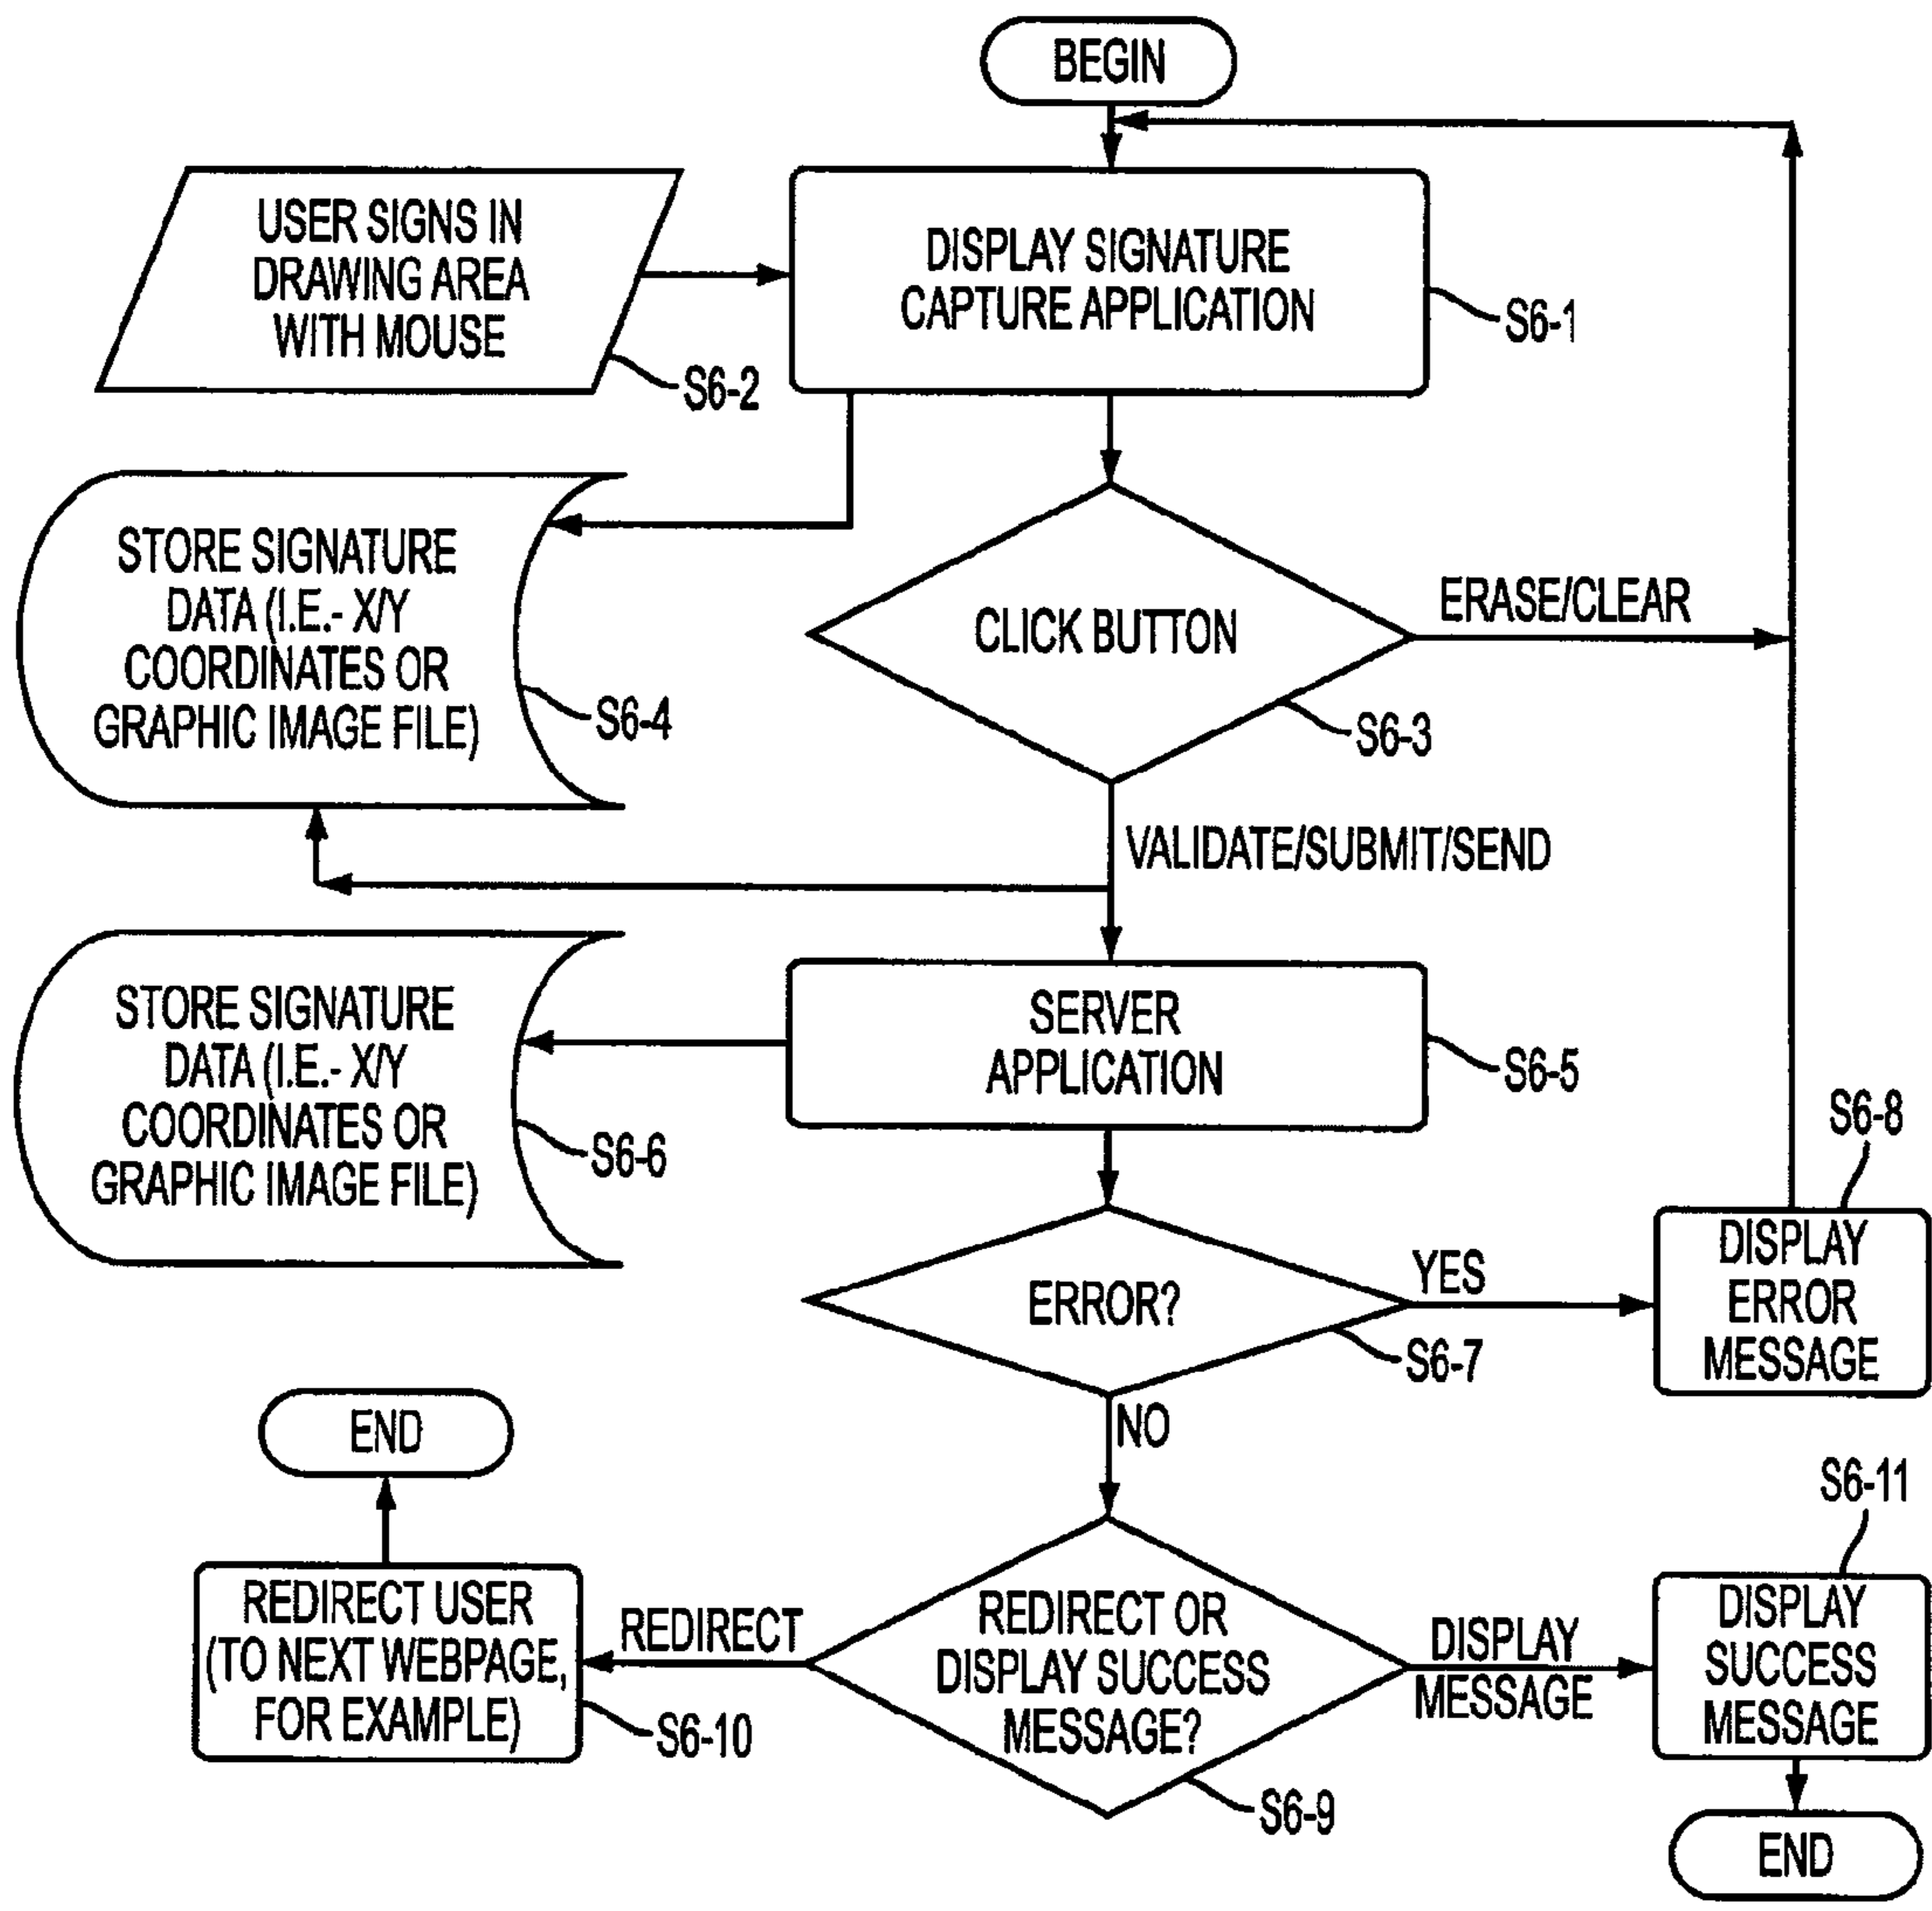 BEGIN
USER SIGNS IN
DRAWING AREA
WITH MOUSE
S6-2
DISPLAY SIGNATURE
CAPTURE APPLICATION
S6-1
STORE SIGNATURE
DATA (I.E.- X/Y
COORDINATES OR
GRAPHIC IMAGE FILE)
S6-4
CLICK BUTTON
ERASE/CLEAR
S6-3
VALIDATE/SUBMIT/SEND
STORE SIGNATURE
DATA (I.E.- X/Y
COORDINATES OR
GRAPHIC IMAGE FILE)
S6-6
SERVER
APPLICATION
S6-5
S6-8
ERROR?
YES
S6-7
DISPLAY
ERROR
MESSAGE
NO
END
S6-11
REDIRECT USER
(TO NEXT WEBPAGE,
FOR EXAMPLE)
S6-10
REDIRECT
REDIRECT OR
DISPLAY SUCCESS
MESSAGE?
S6-9
DISPLAY
MESSAGE
DISPLAY
SUCCESS
MESSAGE
END